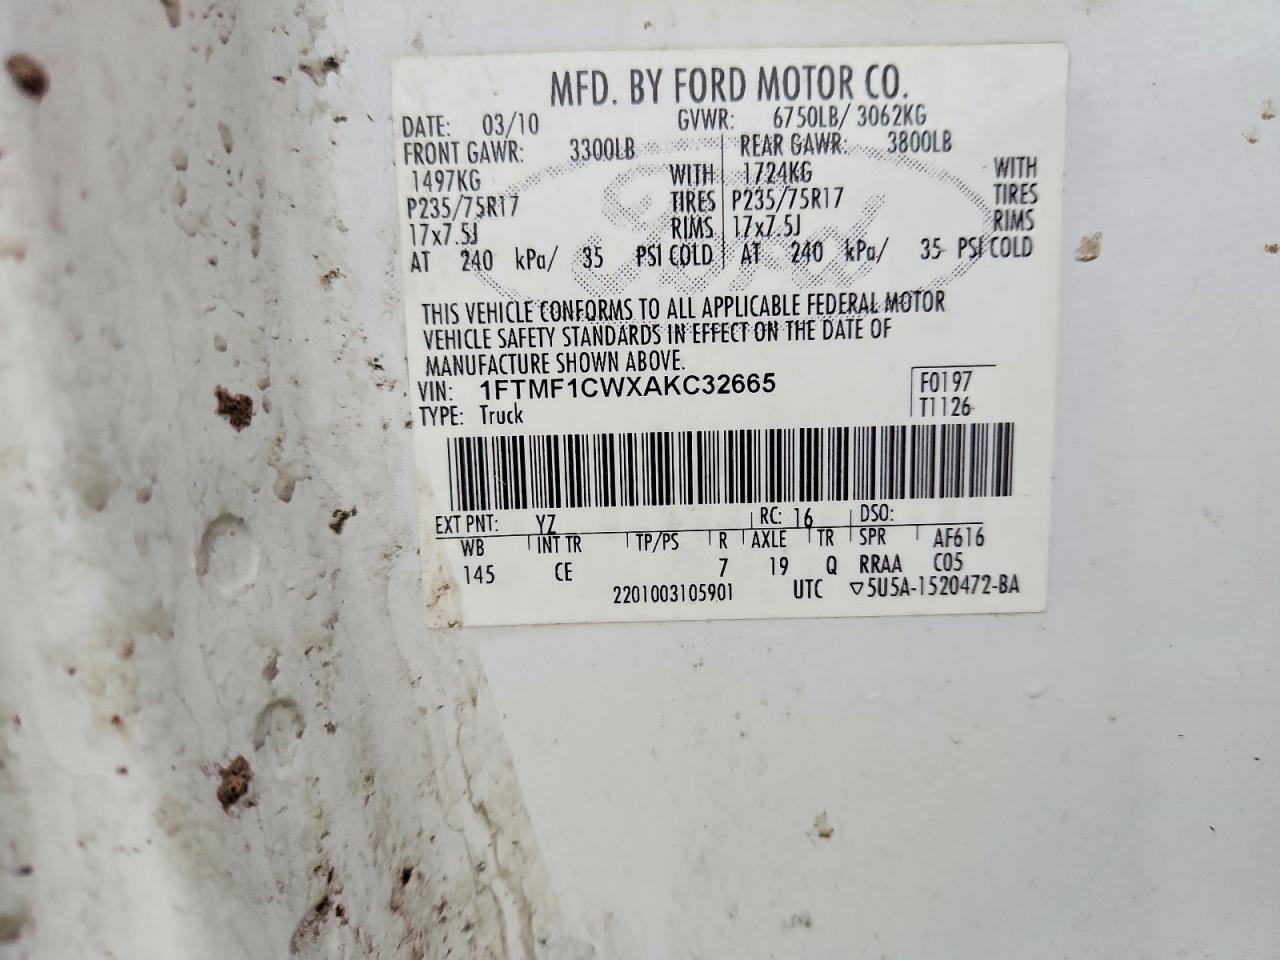 MFD. BY FORD MOTOR CO.
DATE: 03/10 GVWR: 6750LB/ 3062KG
FRONT GAWR: 3300LB REAR GAWR: 3800LB
1497KG WITH 1724KG WITH
P235/75R17 TIRES P235/75R17 TIRES
17x7.5J RIMS 17x7.5J RIMS
AT 240 kPa/ 35 PSI COLD AT 240 kPa/ 35 PSI COLD
THIS VEHICLE CONFORMS TO ALL APPLICABLE FEDERAL MOTOR
VEHICLE SAFETY STANDARDS IN EFFECT ON THE DATE OF
MANUFACTURE SHOWN ABOVE.
VIN: 1FTMF1CWXAKC32665 F0197
TYPE: Truck T1126
EXT PNT: YZ RC: 16 DSO:
WB INT TR TP/PS R AXLE TR SPR AF616
145 CE 7 19 Q RRAA C05
2201003105901 UTC ▽5U5A-1520472-BA